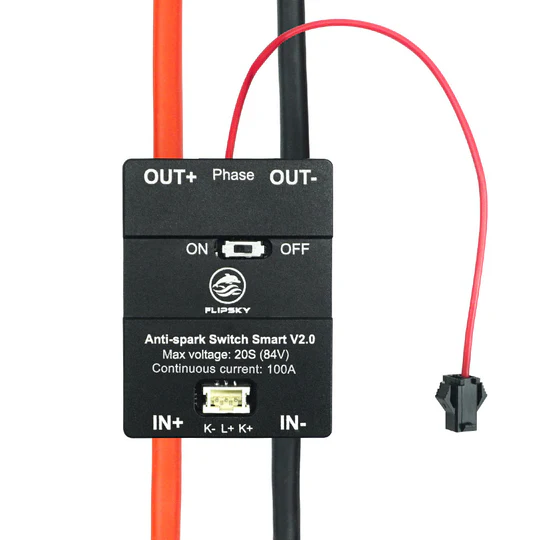 OUT+ Phase OUT-
ON OFF
FLIPSKY
Anti-spark Switch Smart V2.0
Max voltage: 20S (84V)
Continuous current: 100A
IN+ K- L+ K+ IN-